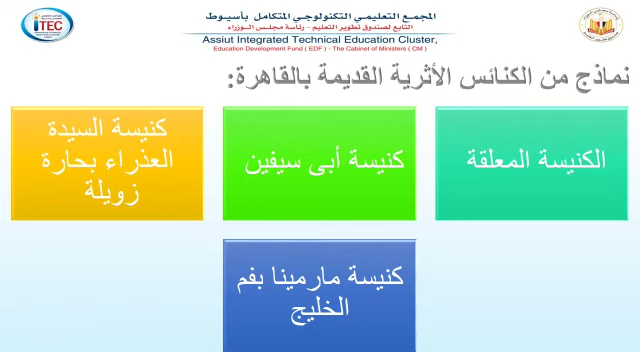 المجمع التعليمي التكنولوجي المتكامل بأسيوط
التابع لصندوق تطوير التعليم - رئاسة مجلس الوزراء
Assiut Integrated Technical Education Cluster,
Education Development Fund ( EDF ) - The Cabinet of Ministers ( CM )
iTEC
نماذج من الكنائس الأثرية القديمة بالقاهرة:
الكنيسة المعلقة
كنيسة أبى سيفين
كنيسة السيدة
العذراء بحارة
زويلة
كنيسة مارمينا بفم
الخليج